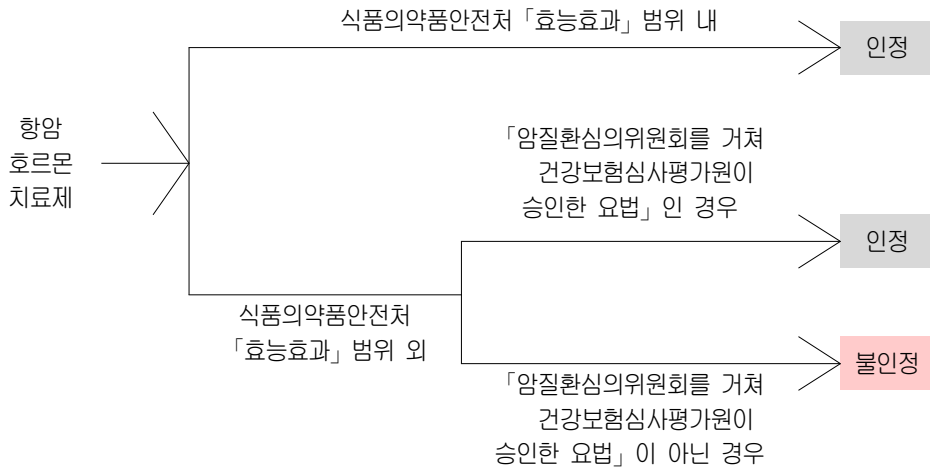 식품의약품안전처「효능효과」범위 내
인정
항암
호르몬
치료제
「암질환심의위원회를 거쳐
건강보험심사평가원이
승인한 요법」인 경우
인정
식품의약품안전처
「효능효과」범위 외
불인정
「암질환심의위원회를 거쳐
건강보험심사평가원이
승인한 요법」이 아닌 경우